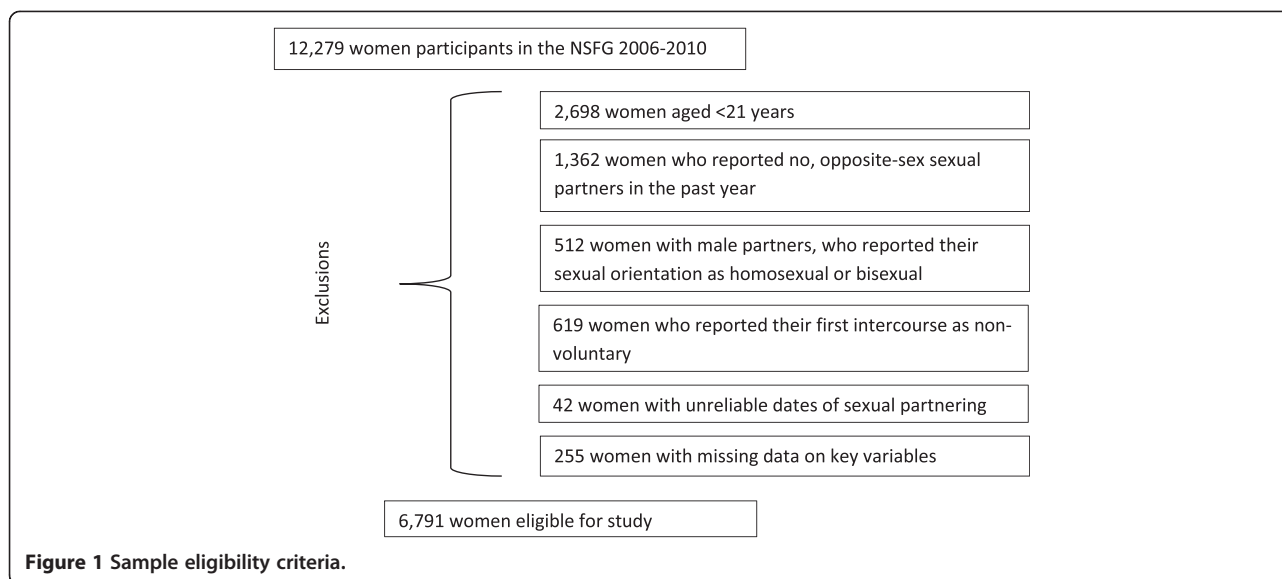 12,279 women participants in the NSFG 2006-2010
2,698 women aged <21 years
1,362 women who reported no, opposite-sex sexual
partners in the past year
512 women with male partners, who reported their
sexual orientation as homosexual or bisexual
Exclusions
619 women who reported their first intercourse as non-
voluntary
42 women with unreliable dates of sexual partnering
255 women with missing data on key variables
6,791 women eligible for study
Figure 1 Sample eligibility criteria.